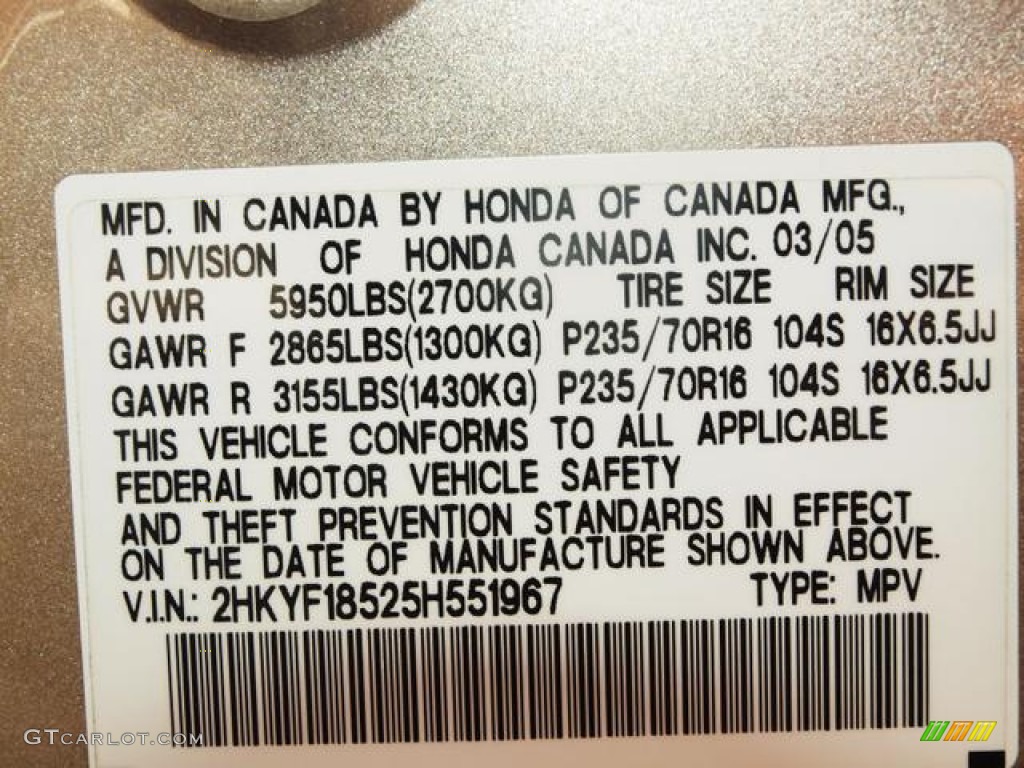 MFD. IN CANADA BY HONDA OF CANADA MFG.,
A DIVISION OF HONDA CANADA INC. 03/05
GVWR 5950LBS(2700KG) TIRE SIZE RIM SIZE
GAWR F 2865LBS(1300KG) P235/70R16 104S 16X6.5JJ
GAWR R 3155LBS(1430KG) P235/70R16 104S 16X6.5JJ
THIS VEHICLE CONFORMS TO ALL APPLICABLE
FEDERAL MOTOR VEHICLE SAFETY
AND THEFT PREVENTION STANDARDS IN EFFECT
ON THE DATE OF MANUFACTURE SHOWN ABOVE.
V.I.N.: 2HKYF18525H551967 TYPE: MPV
GTCARLOT.COM